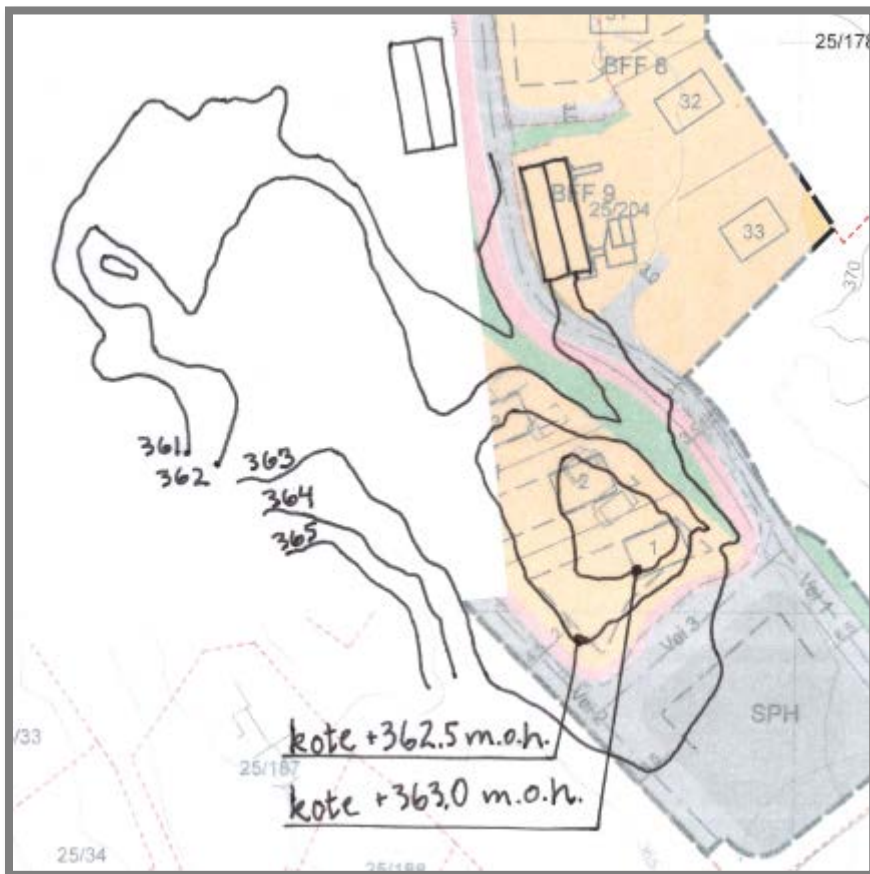 25/178
BFF 8
32
BFF 9
25/204
33
370
361
362
363
364
365
2
1
Vei 1
Vei 3
Vei 2
SPH
kote +362.5 m.o.h.
/33
25/187
kote +363.0 m.o.h.
25/34
25/188